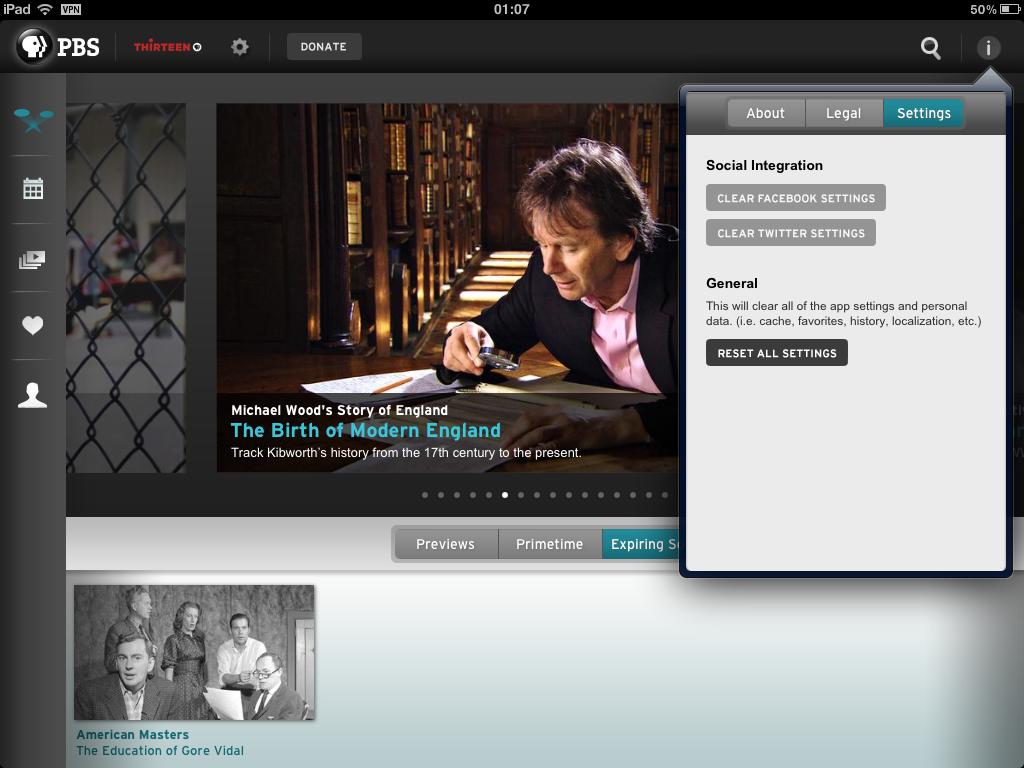 iPad VPN 01:07 50%
PBS THIRTEEN DONATE
About Legal Settings
Social Integration
CLEAR FACEBOOK SETTINGS
CLEAR TWITTER SETTINGS
General
This will clear all of the app settings and personal
data. (i.e. cache, favorites, history, localization, etc.)
RESET ALL SETTINGS
Michael Wood's Story of England
The Birth of Modern England
Track Kibworth's history from the 17th century to the present.
Previews Primetime Expiring
American Masters
The Education of Gore Vidal